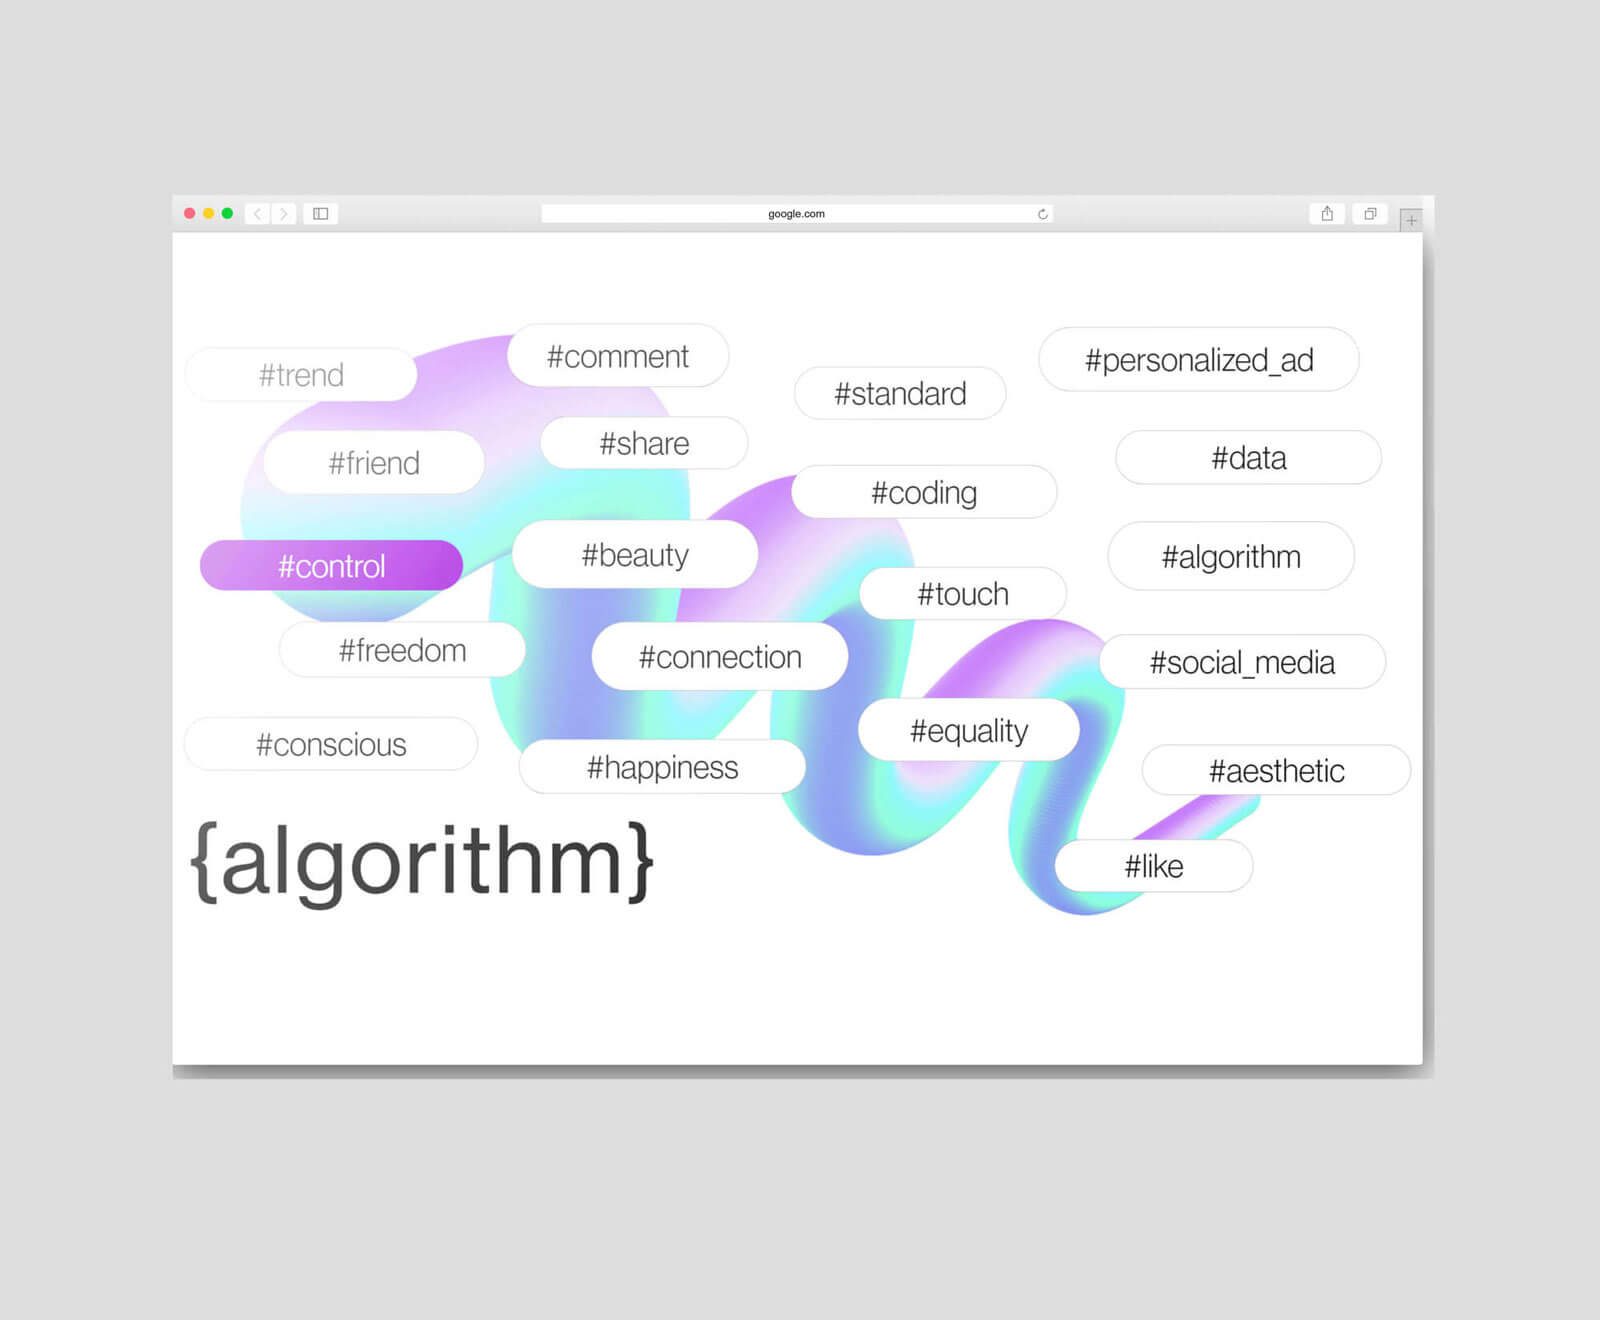 google.com
#trend
#comment
#standard
#personalized_ad
#friend
#share
#coding
#data
#control
#beauty
#touch
#algorithm
#freedom
#connection
#equality
#social_media
#conscious
#happiness
#like
#aesthetic
{algorithm}